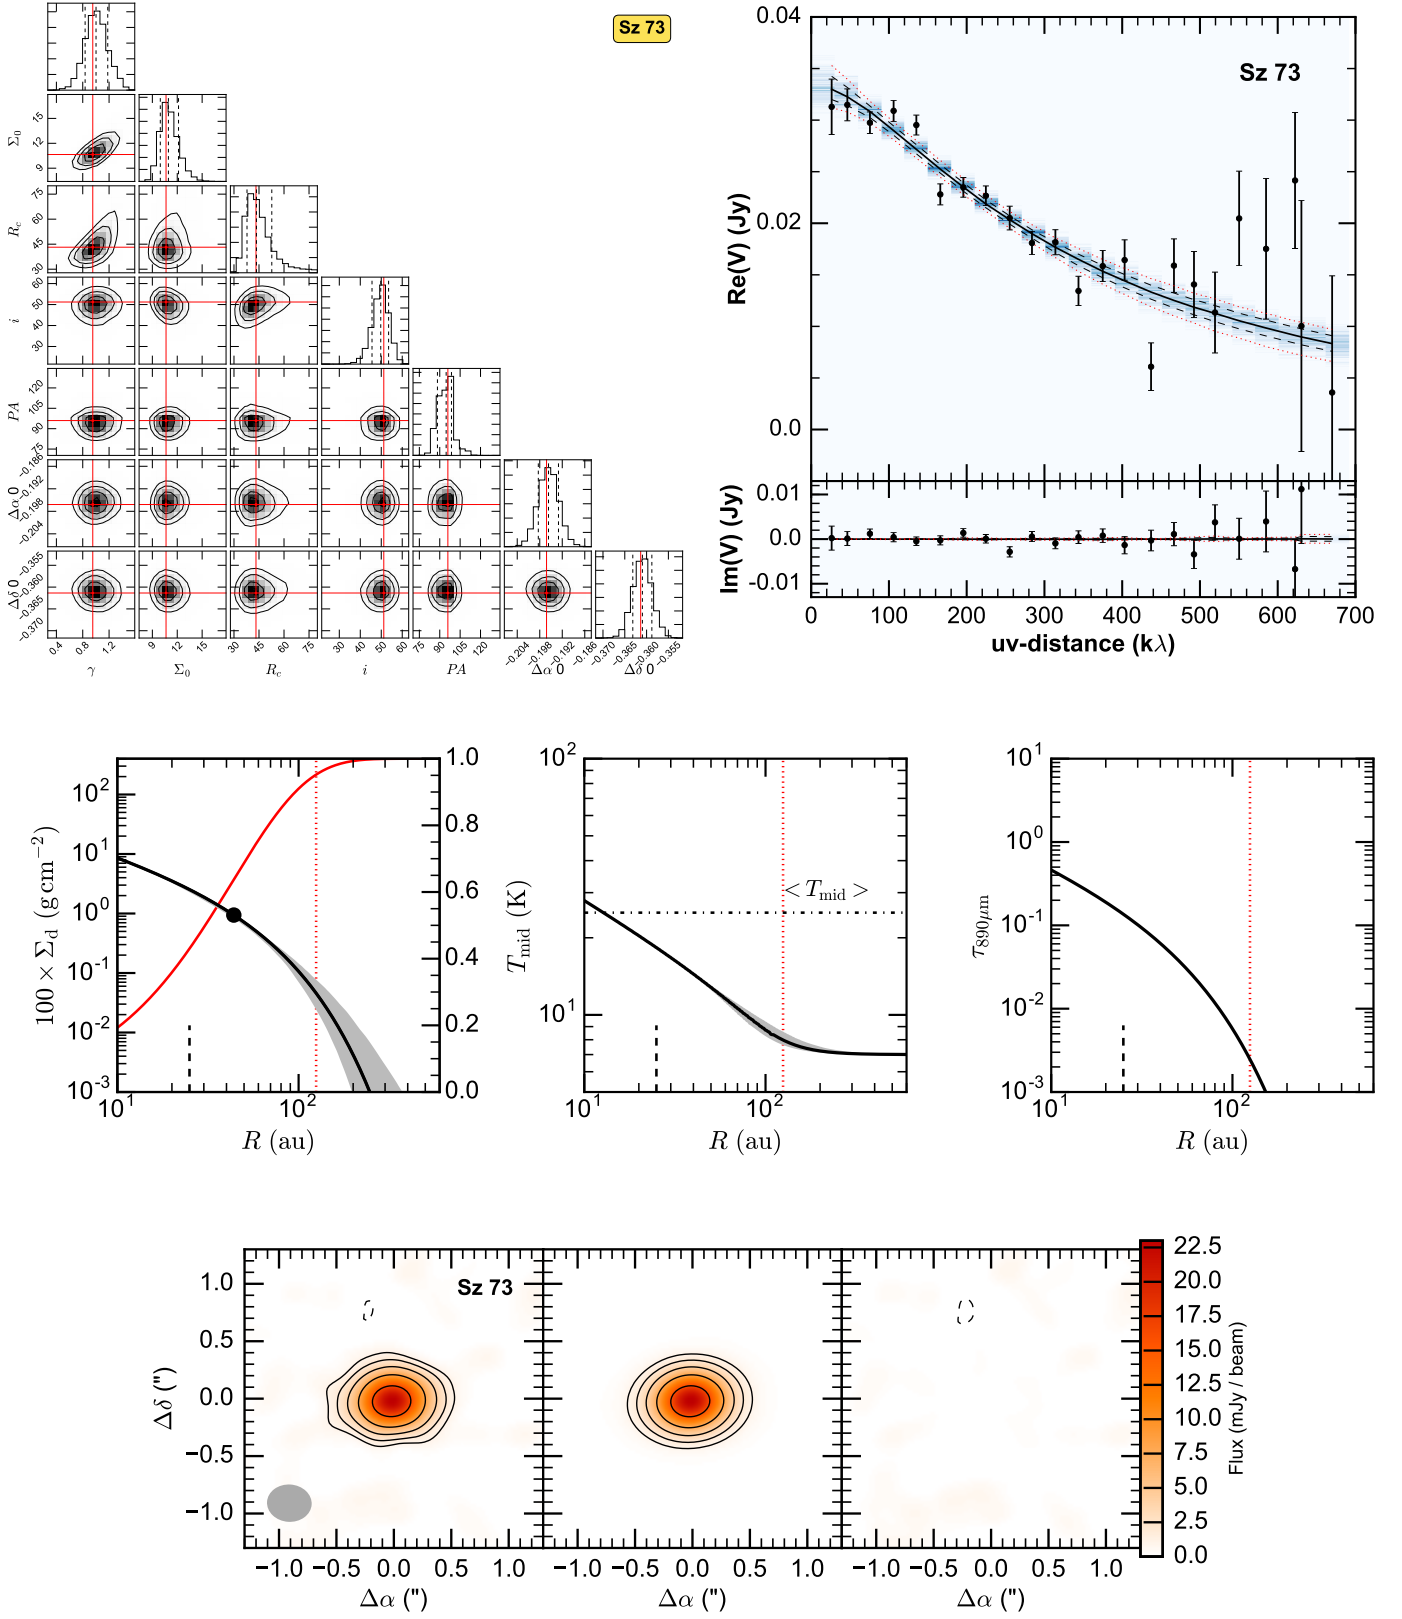 Sz 73
Σ0
15
12
9
Rc
75
60
45
30
i
60
50
40
30
PA
120
105
90
75
Δα 0
−0.186
−0.192
−0.198
−0.204
Δδ 0
−0.355
−0.360
−0.365
−0.370
0.4 0.8 1.2
γ
9 12 15
Σ0
30 45 60 75
Rc
30 40 50 60
i
75 90 105 120
PA
−0.204 −0.198 −0.192 −0.186
Δα 0
−0.370 −0.365 −0.360 −0.355
Δδ 0
Sz 73
Re(V) (Jy)
0.04
0.02
0.0
Im(V) (Jy)
0.01
0.0
-0.01
0 100 200 300 400 500 600 700
uv-distance (kλ)
100 × Σd (g cm−2)
10^2
10^1
10^0
10^-1
10^-2
10^-3
1.0
0.8
0.6
0.4
0.2
0.0
10^1 10^2
R (au)
Tmid (K)
10^2
10^1
< Tmid >
10^1 10^2
R (au)
τ890μm
10^1
10^0
10^-1
10^-2
10^-3
10^1 10^2
R (au)
Δδ (")
1.0
0.5
0.0
−0.5
−1.0
Sz 73
−1.0 −0.5 0.0 0.5 1.0
Δα (")
−1.0 −0.5 0.0 0.5 1.0
Δα (")
−1.0 −0.5 0.0 0.5 1.0
Δα (")
22.5
20.0
17.5
15.0
12.5
10.0
7.5
5.0
2.5
0.0
Flux (mJy / beam)